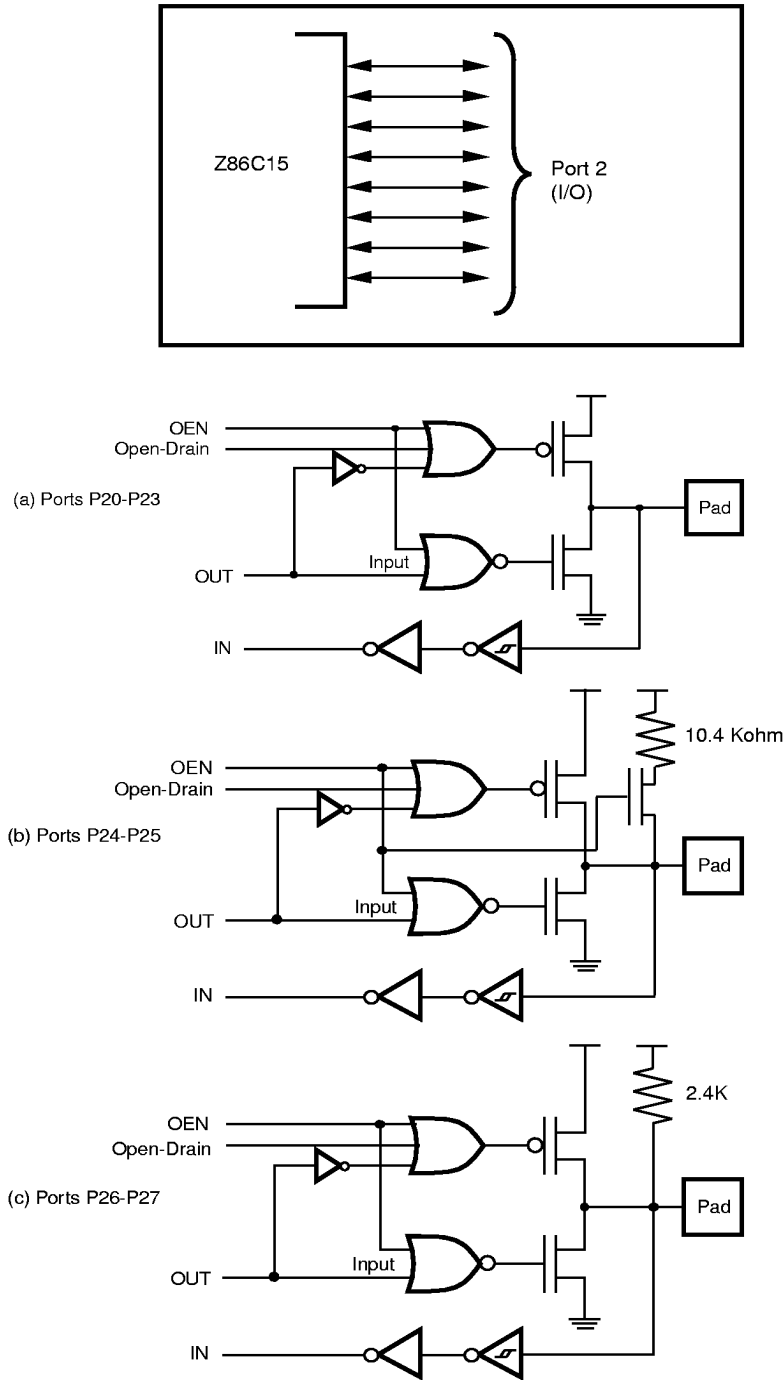 Z86C15
Port 2
(I/O)
OEN
Open-Drain
(a) Ports P20-P23
Pad
Input
OUT
IN
10.4 Kohm
OEN
Open-Drain
(b) Ports P24-P25
Pad
Input
OUT
IN
2.4K
OEN
Open-Drain
(c) Ports P26-P27
Pad
Input
OUT
IN